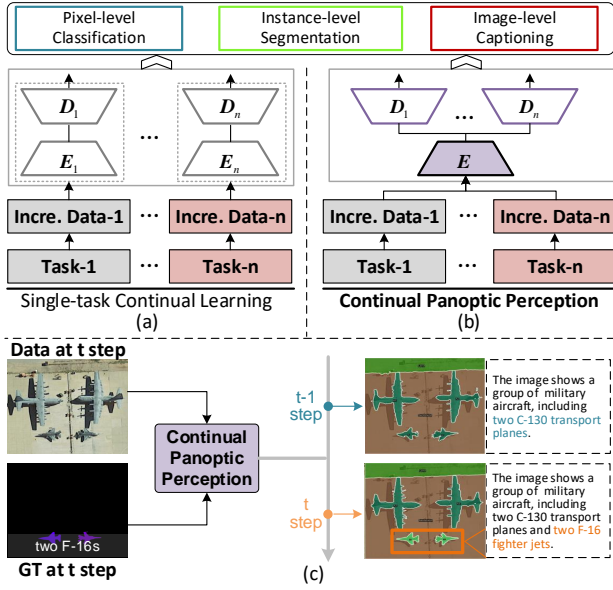 Pixel-level
Classification
Instance-level
Segmentation
Image-level
Captioning
D1
...
Dn
E1
En
Incre. Data-1
...
Incre. Data-n
Task-1
...
Task-n
Single-task Continual Learning
(a)
D1
...
Dn
E
Incre. Data-1
...
Incre. Data-n
Task-1
...
Task-n
Continual Panoptic Perception
(b)
Data at t step
two F-16s
GT at t step
Continual
Panoptic
Perception
t-1
step
t
step
The image shows a
group of military
aircraft, including
two C-130 transport
planes.
The image shows a
group of military
aircraft, including
two C-130 transport
planes and two F-16
fighter jets.
(c)